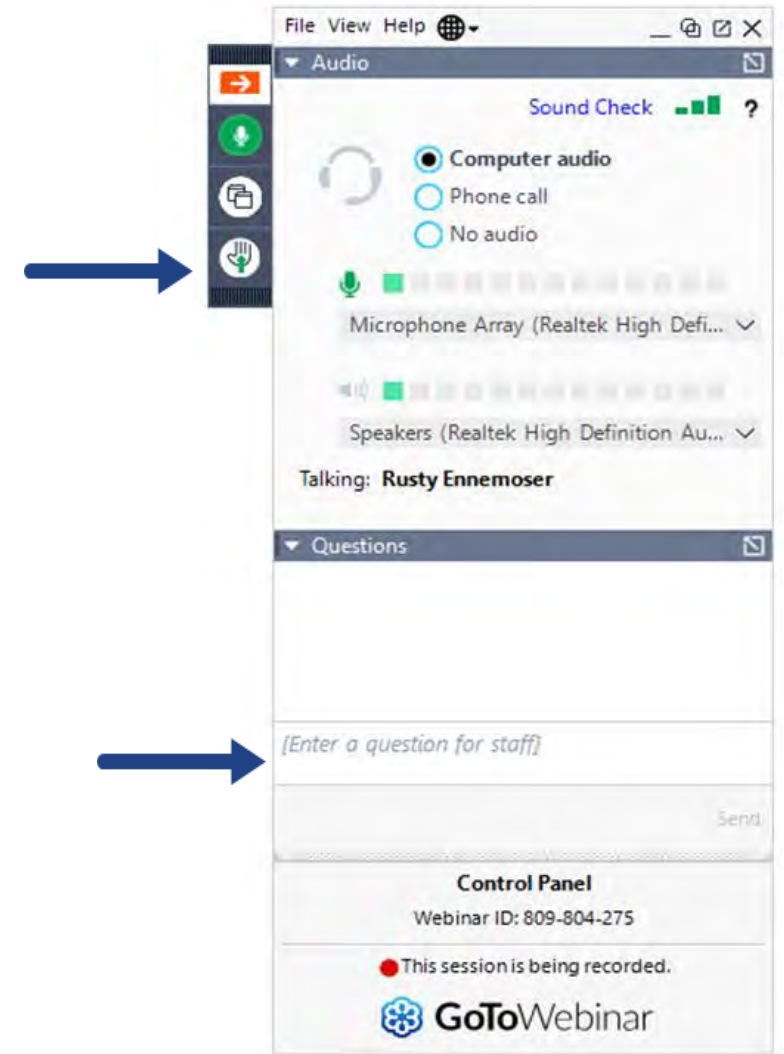 File View Help
Audio
Sound Check ?
Computer audio
Phone call
No audio
Microphone Array (Realtek High Defi...
Speakers (Realtek High Definition Au...
Talking: Rusty Ennemoser
Questions
[Enter a question for staff]
Send
Control Panel
Webinar ID: 809-804-275
This session is being recorded.
GoToWebinar